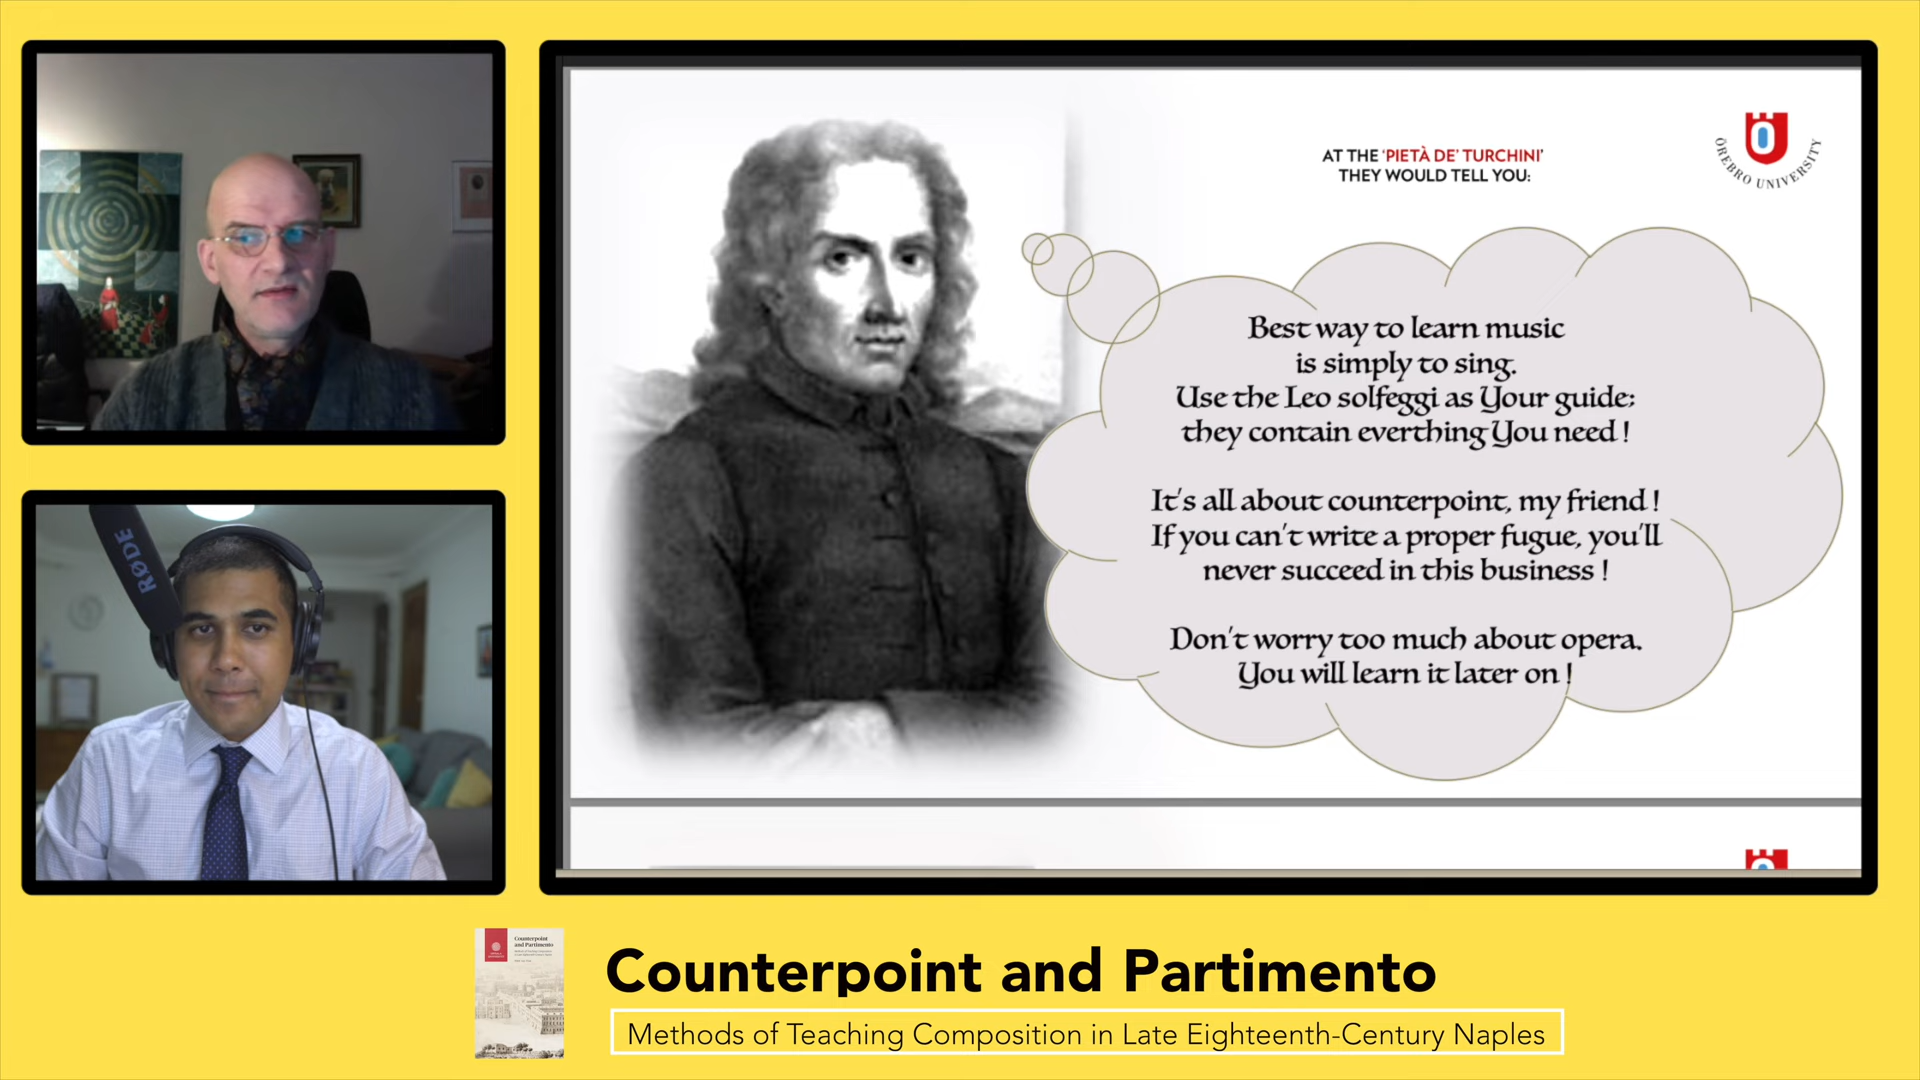 RØDE
AT THE 'PIETÀ DE' TURCHINI'
THEY WOULD TELL YOU:
Ö
ÖREBRO UNIVERSITY
Best way to learn music
is simply to sing.
Use the Leo solfeggi as Your guide;
they contain everthing You need !
It's all about counterpoint, my friend !
If you can't write a proper fugue, you'll
never succeed in this business !
Don't worry too much about opera.
You will learn it later on !
Counterpoint
and Partimento
Counterpoint and Partimento
Methods of Teaching Composition in Late Eighteenth-Century Naples